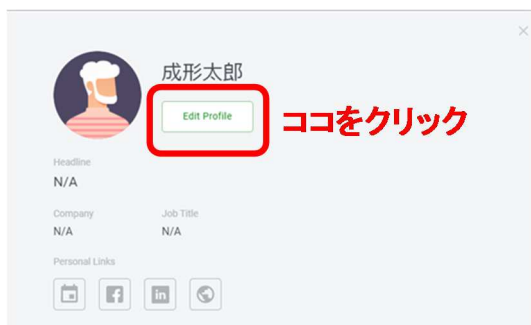 成形太郎
Edit Profile
ココをクリック
Headline
N/A
Company
Job Title
N/A
N/A
Personal Links